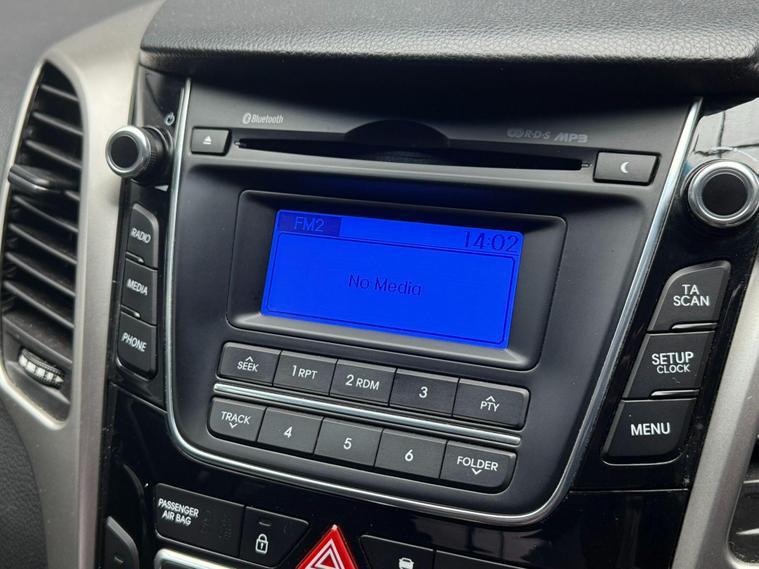 Bluetooth
R·D·S MP3
FM2
14:02
No Media
RADIO
MEDIA
PHONE
TA
SCAN
SETUP
CLOCK
MENU
SEEK
1 RPT
2 RDM
3
PTY
TRACK
4
5
6
FOLDER
PASSENGER
AIR BAG